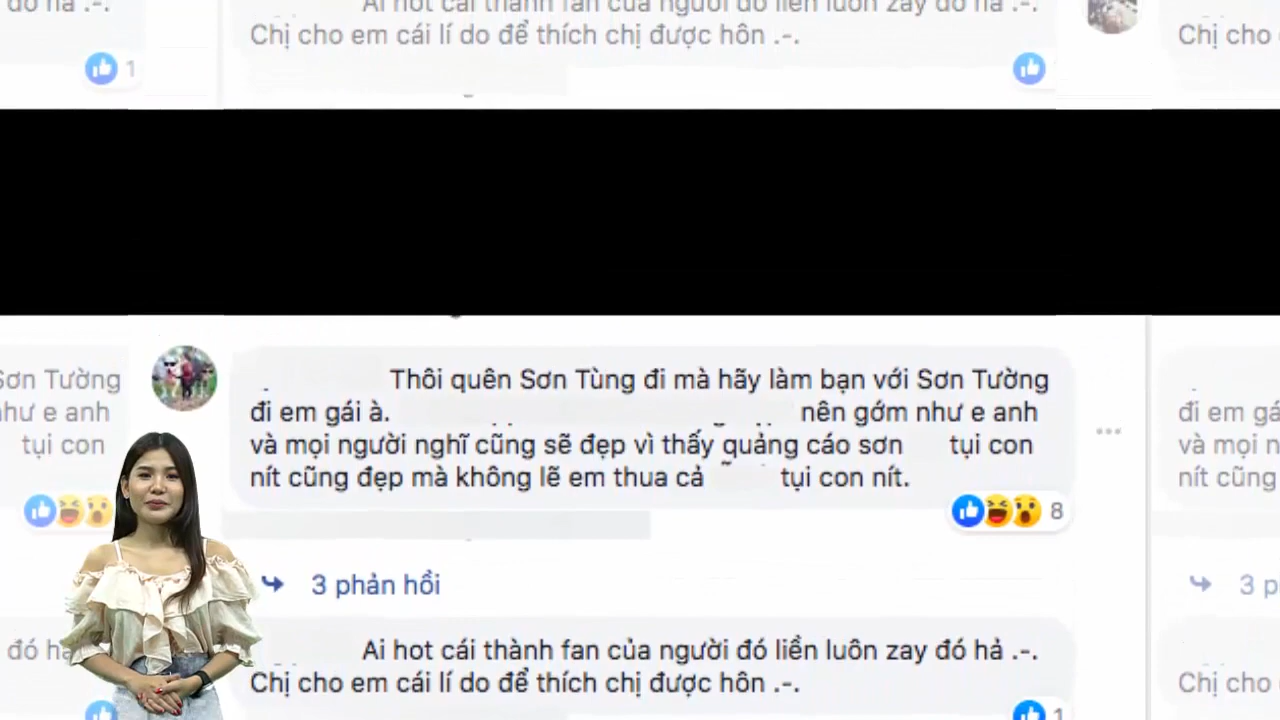 đó hả .-.
Ai hot cái thành fan của người đó liền luôn zay đó hả .-.
Chị cho em cái lí do để thích chị được hôn .-.
Chị cho
1
Sơn Tường
như e anh
tụi con
Thôi quên Sơn Tùng đi mà hãy làm bạn với Sơn Tường
đi em gái à. nên gớm như e anh
và mọi người nghĩ cũng sẽ đẹp vì thấy quảng cáo sơn tụi con
nít cũng đẹp mà không lẽ em thua cả tụi con nít.
8
đi em gá
và mọi n
nít cũng
3 phản hồi
3 p
đó h
Ai hot cái thành fan của người đó liền luôn zay đó hả .-.
Chị cho em cái lí do để thích chị được hôn .-.
Chị cho
1